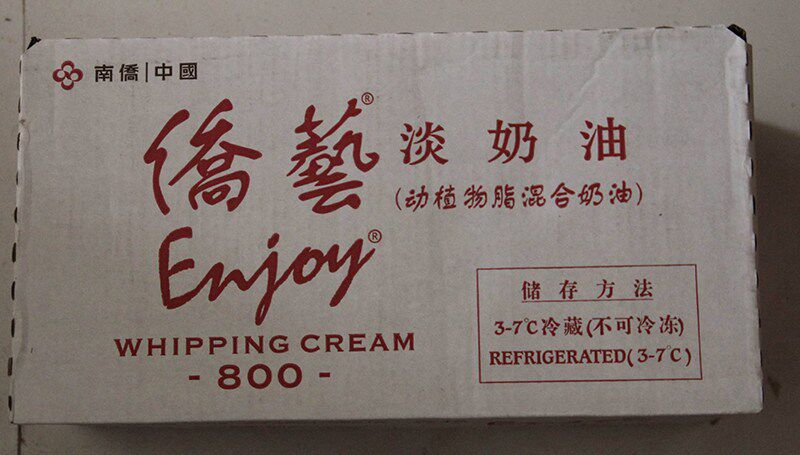 南僑|中國
僑藝®
淡奶油
(动植物脂混合奶油)
Enjoy®
WHIPPING CREAM
- 800 -
储存方法
3-7℃冷藏(不可冷冻)
REFRIGERATED(3-7℃)